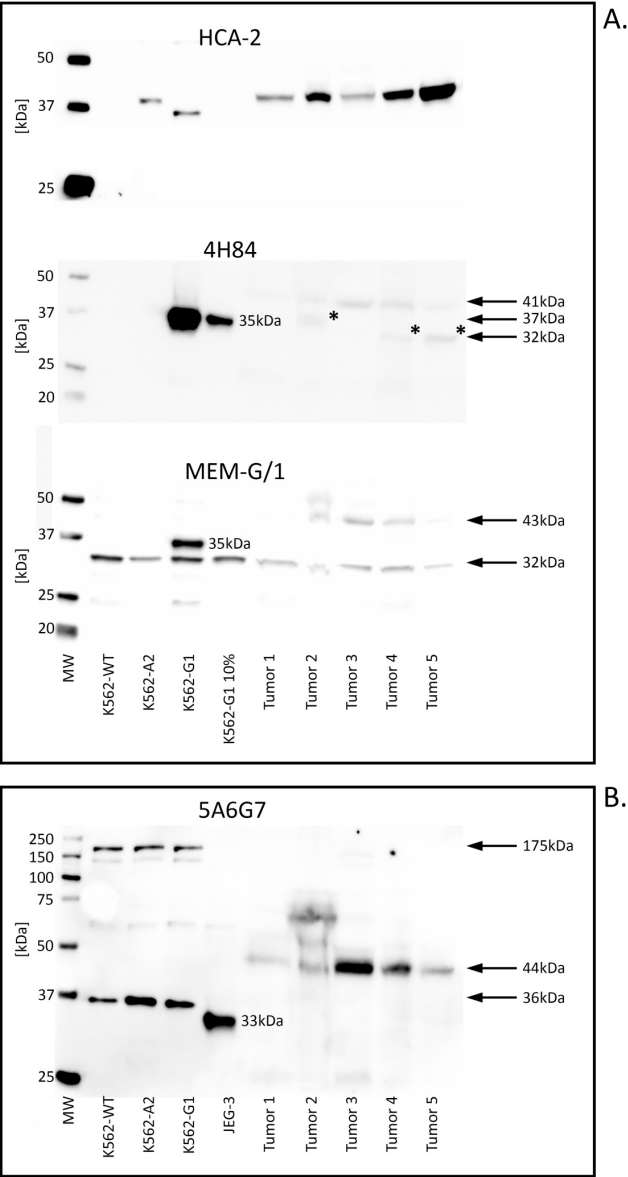 A.
HCA-2
50
37
25
[kDa]
4H84
50
37
25
20
[kDa]
35kDa
*
* *
41kDa
37kDa
32kDa
MEM-G/1
50
37
25
20
[kDa]
35kDa
43kDa
32kDa
MW
K562-WT
K562-A2
K562-G1
K562-G1 10%
Tumor 1
Tumor 2
Tumor 3
Tumor 4
Tumor 5
B.
5A6G7
250
150
100
75
50
37
25
[kDa]
33kDa
175kDa
44kDa
36kDa
MW
K562-WT
K562-A2
K562-G1
JEG-3
Tumor 1
Tumor 2
Tumor 3
Tumor 4
Tumor 5